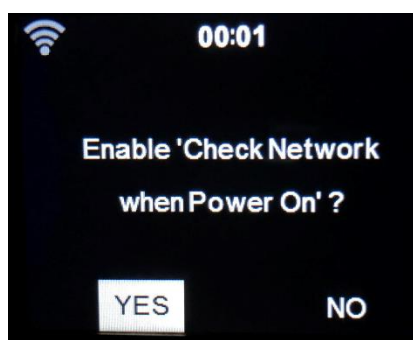 00:01
Enable 'Check Network
when Power On' ?
YES NO